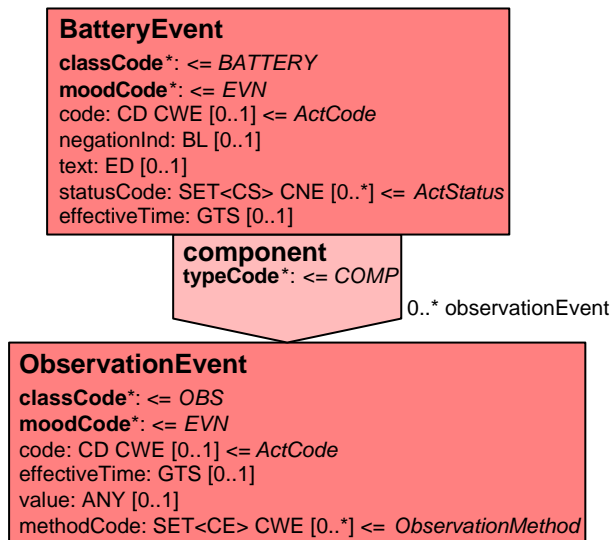 BatteryEvent
classCode*: <= BATTERY
moodCode*: <= EVN
code: CD CWE [0..1] <= ActCode
negationInd: BL [0..1]
text: ED [0..1]
statusCode: SET<CS> CNE [0..*] <= ActStatus
effectiveTime: GTS [0..1]
component
typeCode*: <= COMP
0..* observationEvent
ObservationEvent
classCode*: <= OBS
moodCode*: <= EVN
code: CD CWE [0..1] <= ActCode
effectiveTime: GTS [0..1]
value: ANY [0..1]
methodCode: SET<CE> CWE [0..*] <= ObservationMethod